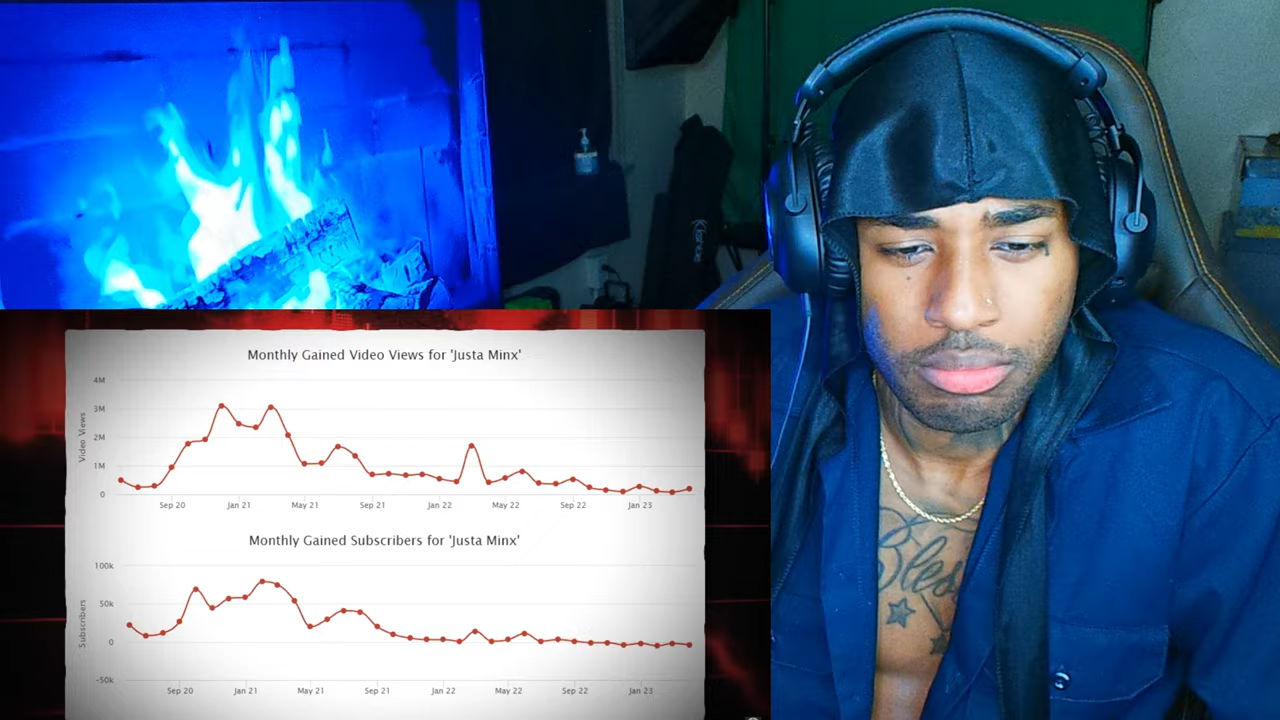 Monthly Gained Video Views for 'Justa Minx'
4M
3M
2M
1M
0
Video Views
Sep 20 Jan 21 May 21 Sep 21 Jan 22 May 22 Sep 22 Jan 23
Monthly Gained Subscribers for 'Justa Minx'
100k
50k
0
-50k
Subscribers
Sep 20 Jan 21 May 21 Sep 21 Jan 22 May 22 Sep 22 Jan 23
Bles